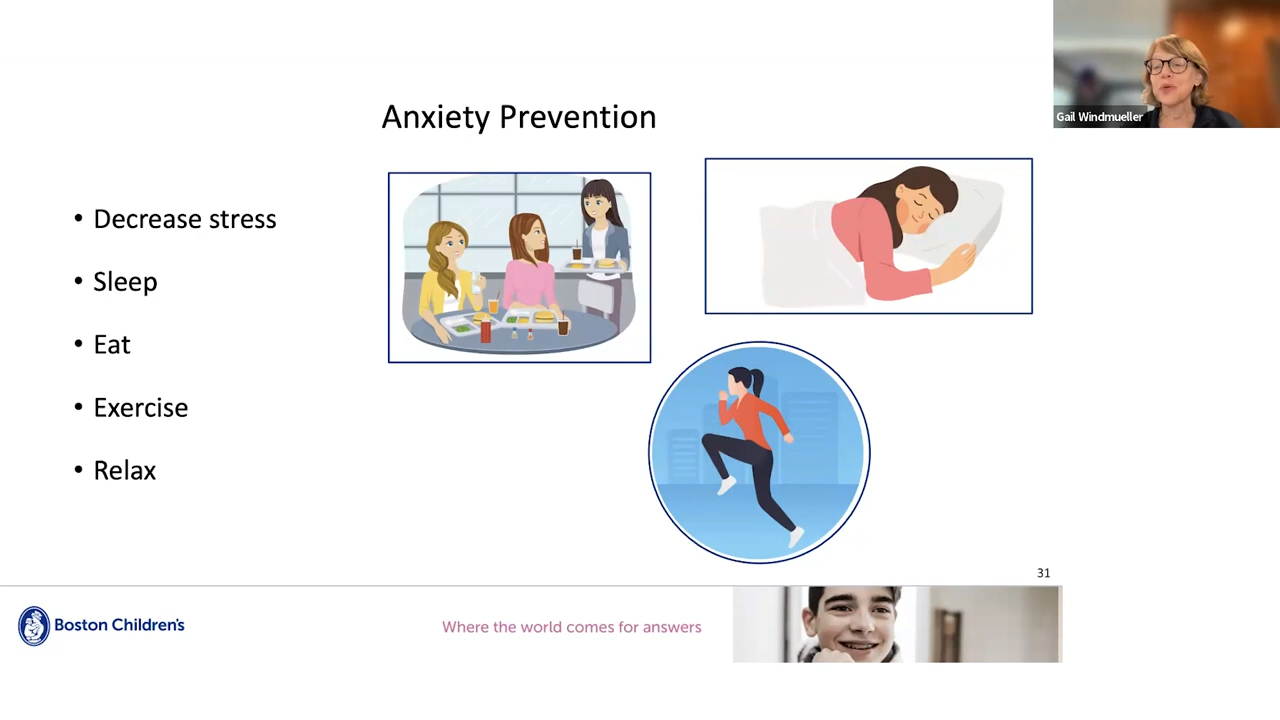 Gail Windmueller
Anxiety Prevention
• Decrease stress
• Sleep
• Eat
• Exercise
• Relax
31
Boston Children's
Where the world comes for answers